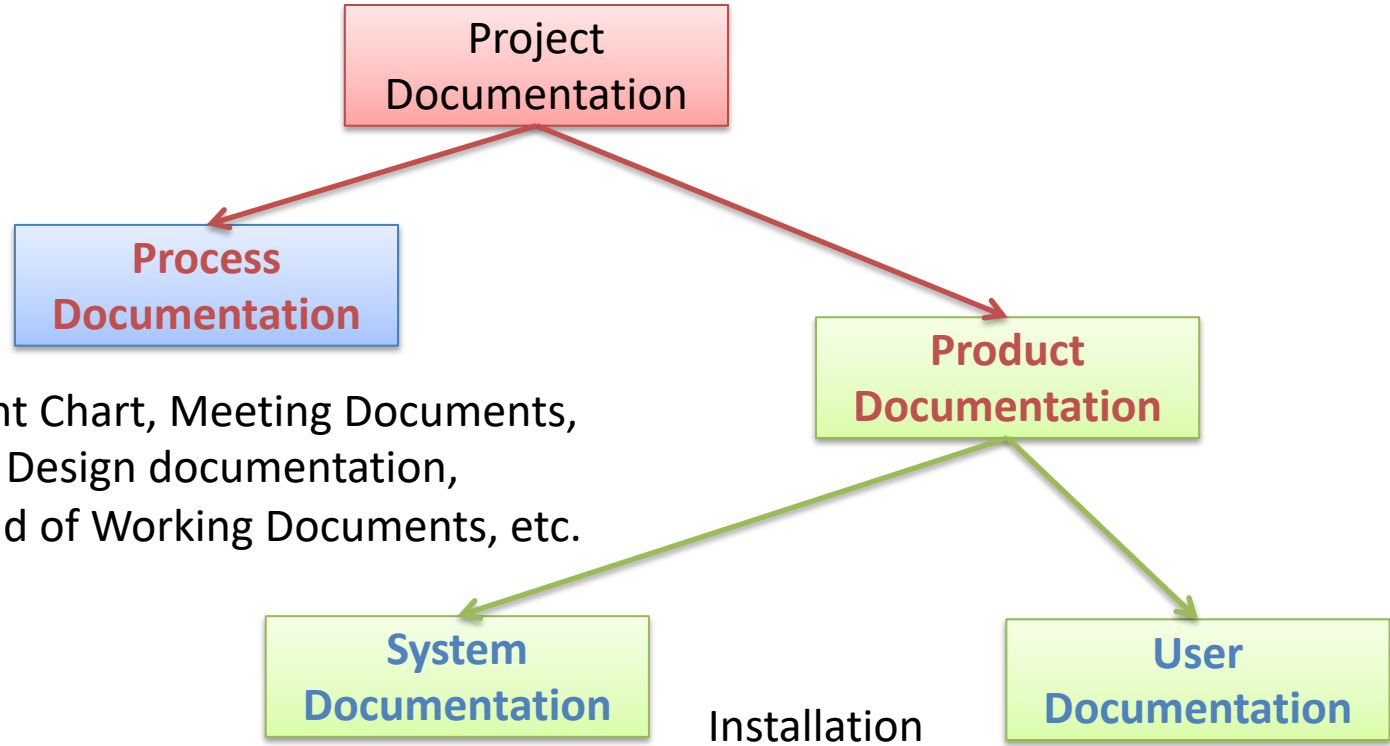 Project
Documentation
Process
Documentation
Product
Documentation
Chart, Meeting Documents,
Design documentation,
of Working Documents, etc.
System
Documentation
User
Documentation
Installation